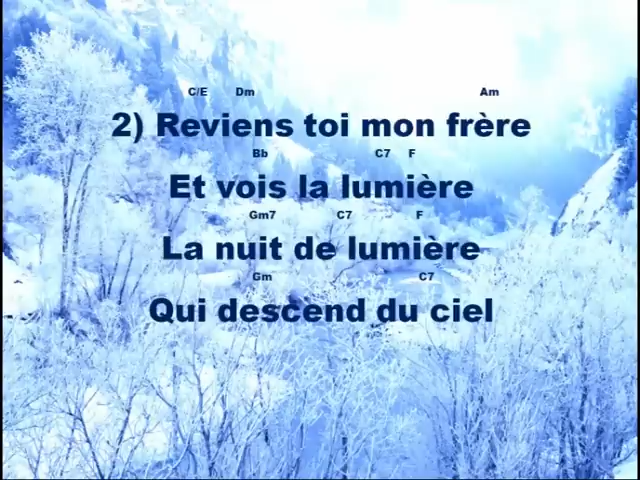 C/E Dm Am
2) Reviens toi mon frère
Bb C7 F
Et vois la lumière
Gm7 C7 F
La nuit de lumière
Gm C7
Qui descend du ciel